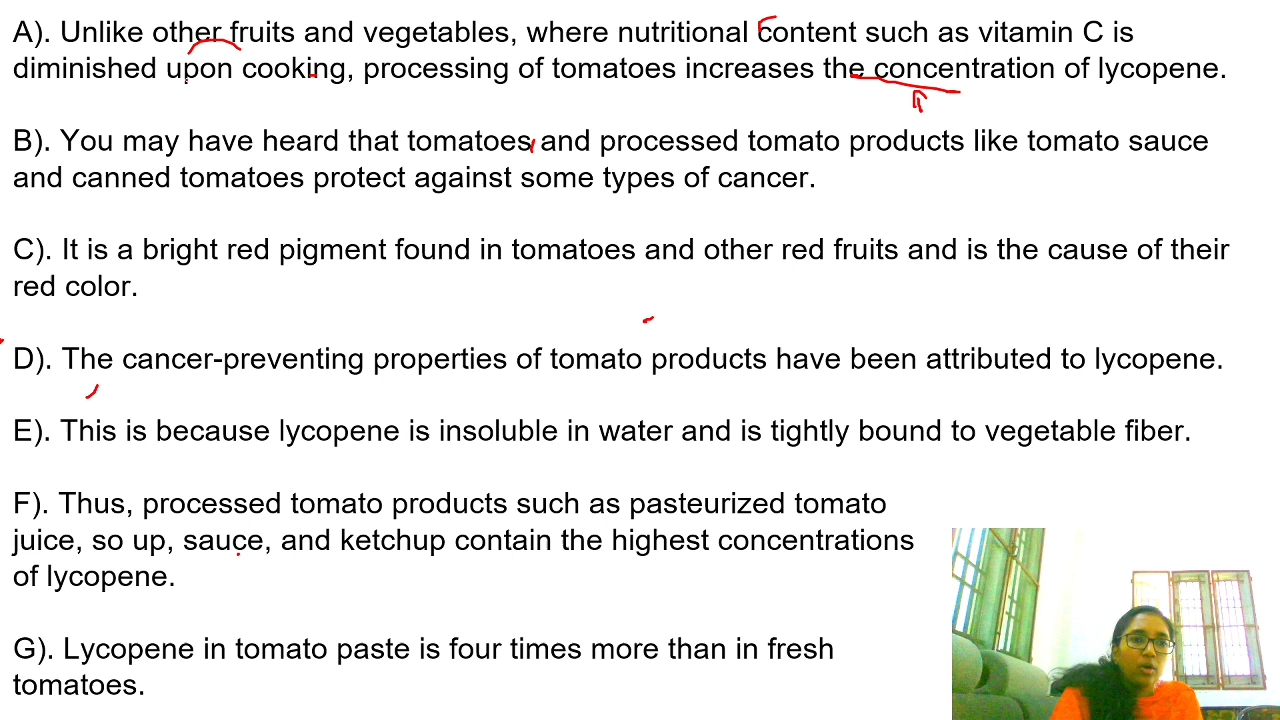 A). Unlike other fruits and vegetables, where nutritional content such as vitamin C is
diminished upon cooking, processing of tomatoes increases the concentration of lycopene.
B). You may have heard that tomatoes and processed tomato products like tomato sauce
and canned tomatoes protect against some types of cancer.
C). It is a bright red pigment found in tomatoes and other red fruits and is the cause of their
red color.
D). The cancer-preventing properties of tomato products have been attributed to lycopene.
E). This is because lycopene is insoluble in water and is tightly bound to vegetable fiber.
F). Thus, processed tomato products such as pasteurized tomato
juice, so up, sauce, and ketchup contain the highest concentrations
of lycopene.
G). Lycopene in tomato paste is four times more than in fresh
tomatoes.